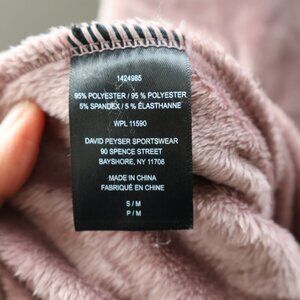 1424985
95% POLYESTER / 95 % POLYESTER
5% SPANDEX / 5 % ÉLASTHANNE
WPL 11590
DAVID PEYSER SPORTSWEAR
90 SPENCE STREET
BAYSHORE, NY 11706
MADE IN CHINA
FABRIQUÉ EN CHINE
S / M
P / M